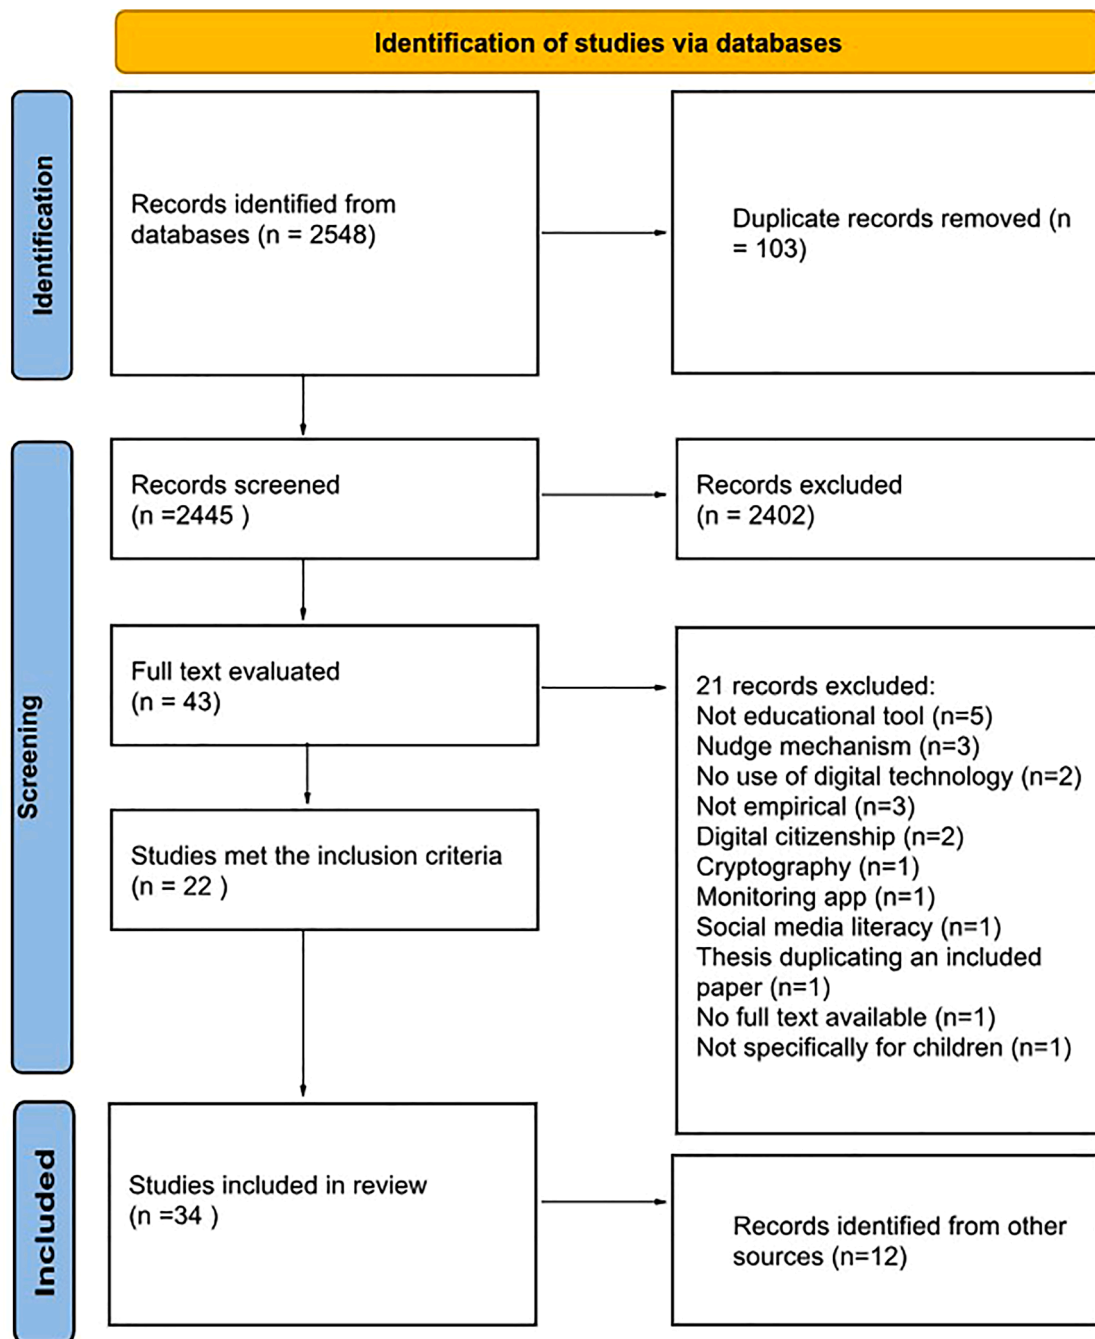 Identification of studies via databases
Identification
Records identified from
databases (n = 2548)
Duplicate records removed (n
= 103)
Screening
Records screened
(n =2445 )
Records excluded
(n = 2402)
Full text evaluated
(n = 43)
21 records excluded:
Not educational tool (n=5)
Nudge mechanism (n=3)
No use of digital technology (n=2)
Not empirical (n=3)
Digital citizenship (n=2)
Cryptography (n=1)
Monitoring app (n=1)
Social media literacy (n=1)
Thesis duplicating an included
paper (n=1)
No full text available (n=1)
Not specifically for children (n=1)
Studies met the inclusion criteria
(n = 22 )
Included
Studies included in review
(n =34 )
Records identified from other
sources (n=12)